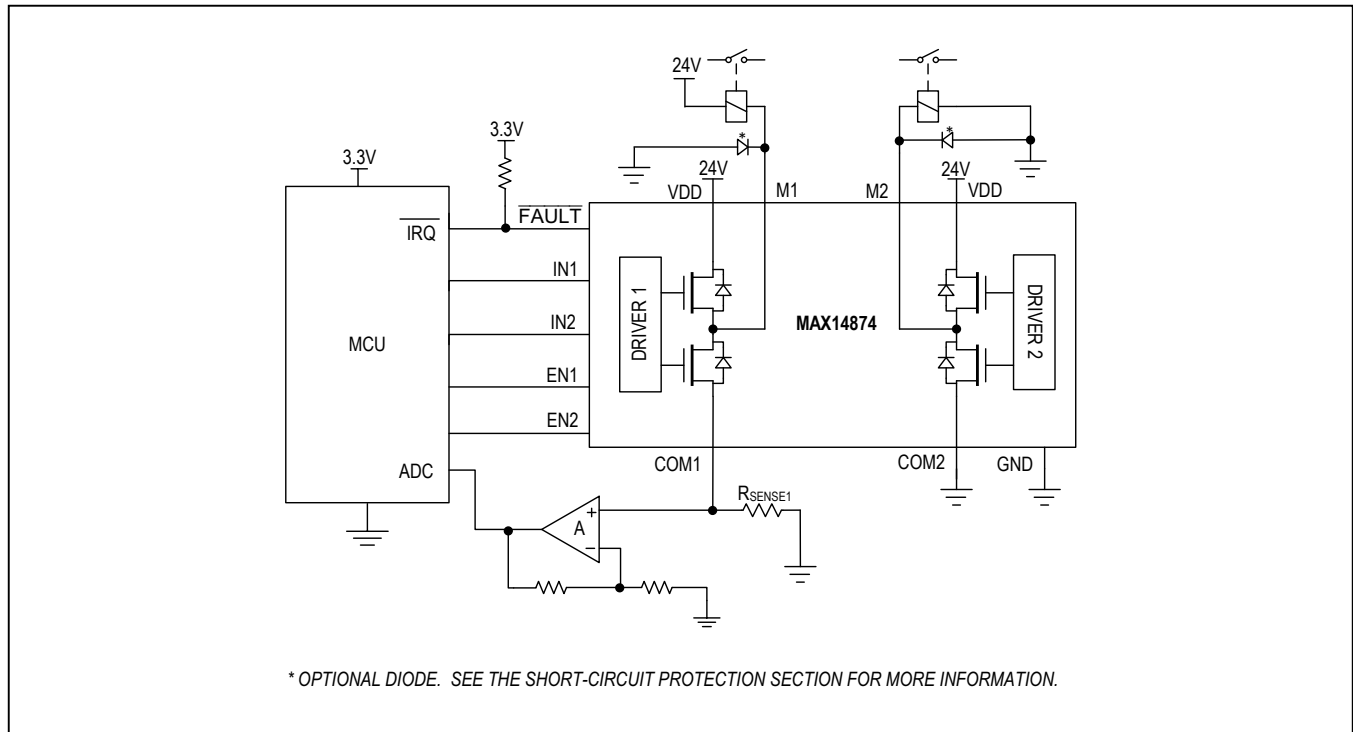 24V
3.3V
*
*
3.3V
24V
24V
VDD
M1
M2
VDD
FAULT
IRQ
IN1
IN2
MCU
EN1
EN2
ADC
DRIVER 1
MAX14874
DRIVER 2
COM1
COM2
GND
RSENSE1
+
A
−
* OPTIONAL DIODE. SEE THE SHORT-CIRCUIT PROTECTION SECTION FOR MORE INFORMATION.